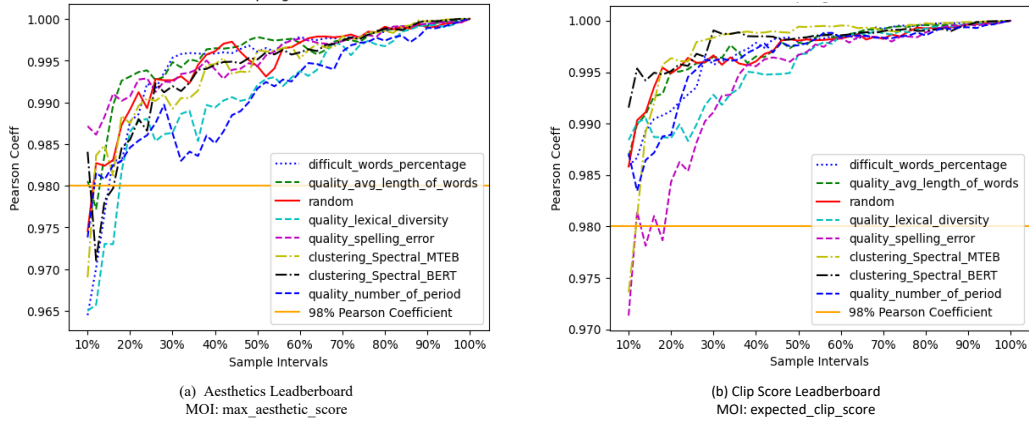 1.000
0.995
0.990
0.985
0.980
0.975
0.970
0.965
Pearson Coeff
difficult_words_percentage
quality_avg_length_of_words
random
quality_lexical_diversity
quality_spelling_error
clustering_Spectral_MTEB
clustering_Spectral_BERT
quality_number_of_period
98% Pearson Coefficient
10% 20% 30% 40% 50% 60% 70% 80% 90% 100%
Sample Intervals
(a) Aesthetics Leadberboard
MOI: max_aesthetic_score
1.000
0.995
0.990
0.985
0.980
0.975
0.970
Pearson Coeff
difficult_words_percentage
quality_avg_length_of_words
random
quality_lexical_diversity
quality_spelling_error
clustering_Spectral_MTEB
clustering_Spectral_BERT
quality_number_of_period
98% Pearson Coefficient
10% 20% 30% 40% 50% 60% 70% 80% 90% 100%
Sample Intervals
(b) Clip Score Leadberboard
MOI: expected_clip_score